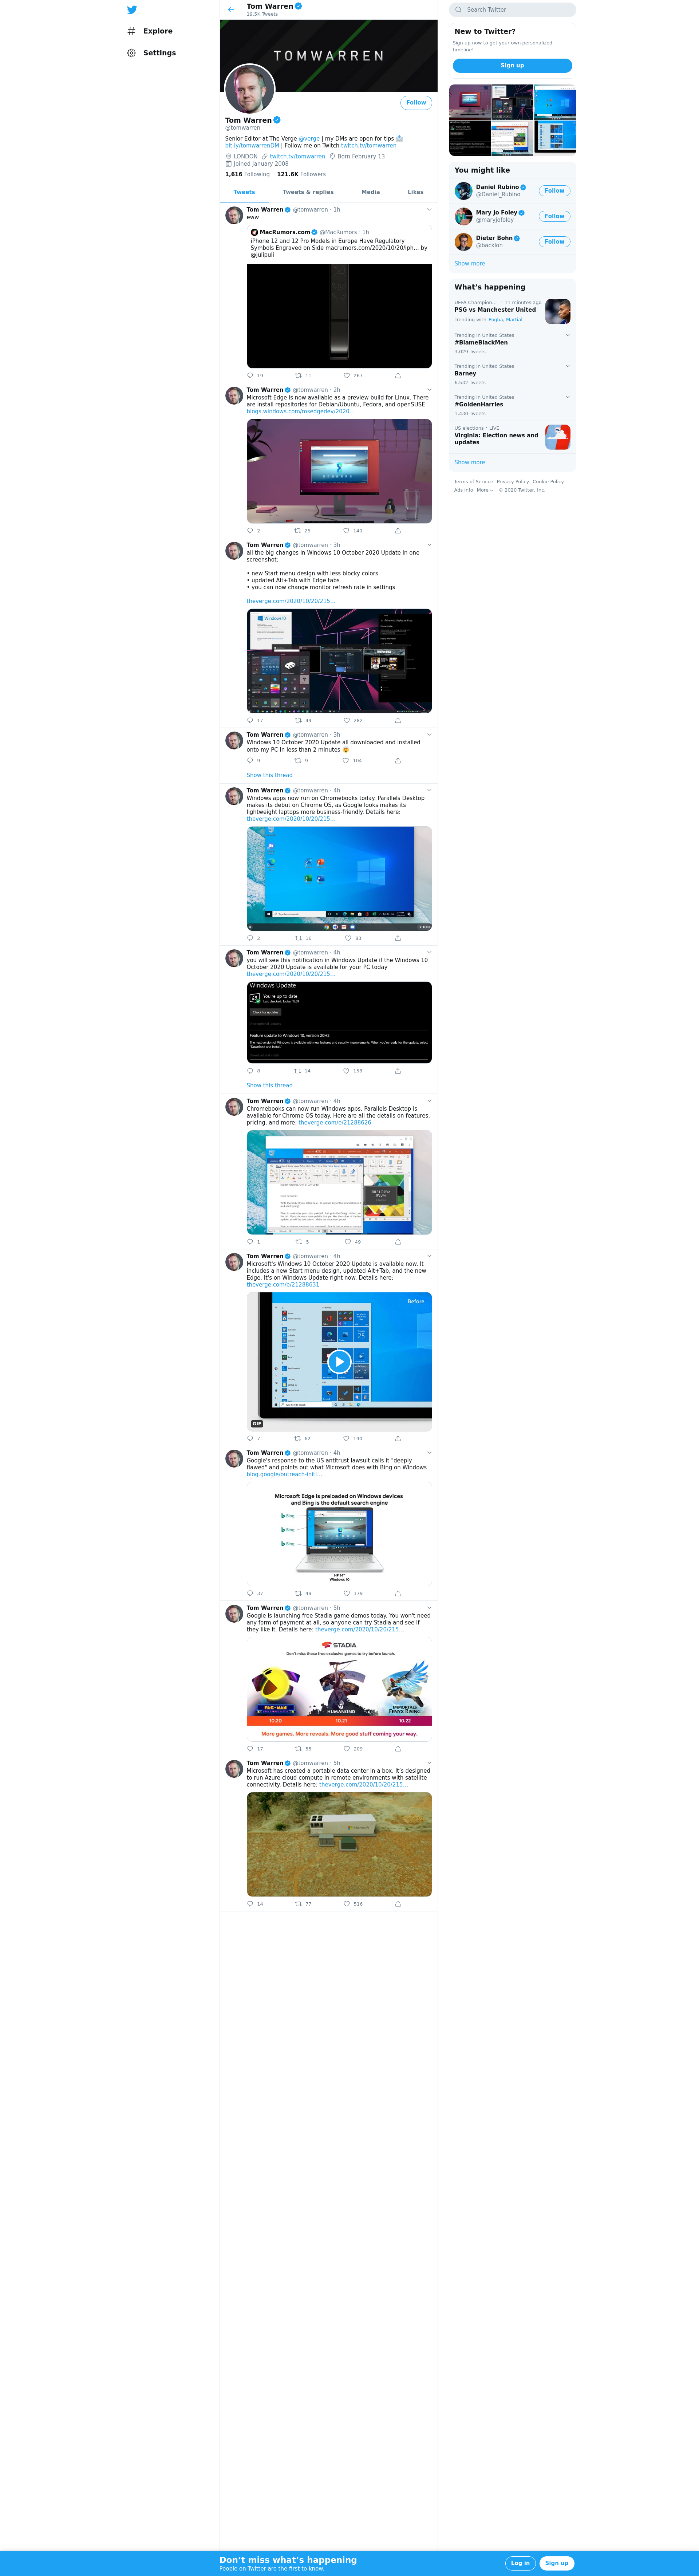 Tom Warren
19.5K Tweets
Search Twitter
Explore
Settings
TOMWARREN
Follow
Tom Warren
@tomwarren
Senior Editor at The Verge @verge | my DMs are open for tips
bit.ly/tomwarrenDM | Follow me on Twitch twitch.tv/tomwarren
LONDON twitch.tv/tomwarren Born February 13
Joined January 2008
1,616 Following 121.6K Followers
Tweets Tweets & replies Media Likes
Tom Warren @tomwarren · 1h
eww
MacRumors.com @MacRumors · 1h
iPhone 12 and 12 Pro Models in Europe Have Regulatory
Symbols Engraved on Side macrumors.com/2020/10/20/iph… by
@julipuli
19 11 267
Tom Warren @tomwarren · 2h
Microsoft Edge is now available as a preview build for Linux. There
are install repositories for Debian/Ubuntu, Fedora, and openSUSE
blogs.windows.com/msedgedev/2020…
2 25 140
Tom Warren @tomwarren · 3h
all the big changes in Windows 10 October 2020 Update in one
screenshot:
• new Start menu design with less blocky colors
• updated Alt+Tab with Edge tabs
• you can now change monitor refresh rate in settings
theverge.com/2020/10/20/215…
Windows10
17 49 282
Tom Warren @tomwarren · 3h
Windows 10 October 2020 Update all downloaded and installed
onto my PC in less than 2 minutes
9 9 104
Show this thread
Tom Warren @tomwarren · 4h
Windows apps now run on Chromebooks today. Parallels Desktop
makes its debut on Chrome OS, as Google looks makes its
lightweight laptops more business-friendly. Details here:
theverge.com/2020/10/20/215…
2 16 83
Tom Warren @tomwarren · 4h
you will see this notification in Windows Update if the Windows 10
October 2020 Update is available for your PC today
theverge.com/2020/10/20/215…
Windows Update
You're up to date
Check for updates
Feature update to Windows 10, version 20H2
8 14 158
Show this thread
Tom Warren @tomwarren · 4h
Chromebooks can now run Windows apps. Parallels Desktop is
available for Chrome OS today. Here are all the details on features,
pricing, and more: theverge.com/e/21288626
1 5 48
Tom Warren @tomwarren · 4h
Microsoft's Windows 10 October 2020 Update is available now. It
includes a new Start menu design, updated Alt+Tab, and the new
Edge. It's on Windows Update right now. Details here:
theverge.com/e/21288631
Before
GIF
7 62 190
Tom Warren @tomwarren · 4h
Google's response to the US antitrust lawsuit calls it "deeply
flawed" and points out what Microsoft does with Bing on Windows
blog.google/outreach-initi…
Microsoft Edge is preloaded on Windows devices
and Bing is the default search engine
Bing
Bing
Bing
HP 14"
Windows 10
37 49 179
Tom Warren @tomwarren · 5h
Google is launching free Stadia game demos today. You won't need
any form of payment at all, so anyone can try Stadia and see if
they like it. Details here: theverge.com/2020/10/20/215…
STADIA
Don't miss these free exclusive games to try before launch.
PAC-MAN
HUMANKIND
IMMORTALS
FENYX RISING
10.20 10.21 10.22
More games. More reveals. More good stuff coming your way.
17 55 209
Tom Warren @tomwarren · 5h
Microsoft has created a portable data center in a box. It's designed
to run Azure cloud compute in remote environments with satellite
connectivity. Details here: theverge.com/2020/10/20/215…
Microsoft
14 77 516
New to Twitter?
Sign up now to get your own personalized
timeline!
Sign up
You might like
Daniel Rubino
@Daniel_Rubino
Follow
Mary Jo Foley
@maryjofoley
Follow
Dieter Bohn
@backlon
Follow
Show more
What's happening
UEFA Champion… · 11 minutes ago
PSG vs Manchester United
Trending with Pogba, Martial
Trending in United States
#BlameBlackMen
3,029 Tweets
Trending in United States
Barney
6,532 Tweets
Trending in United States
#GoldenHarries
1,430 Tweets
US elections · LIVE
Virginia: Election news and
updates
Show more
Terms of Service Privacy Policy Cookie Policy
Ads info More © 2020 Twitter, Inc.
Don't miss what's happening
People on Twitter are the first to know.
Log in
Sign up